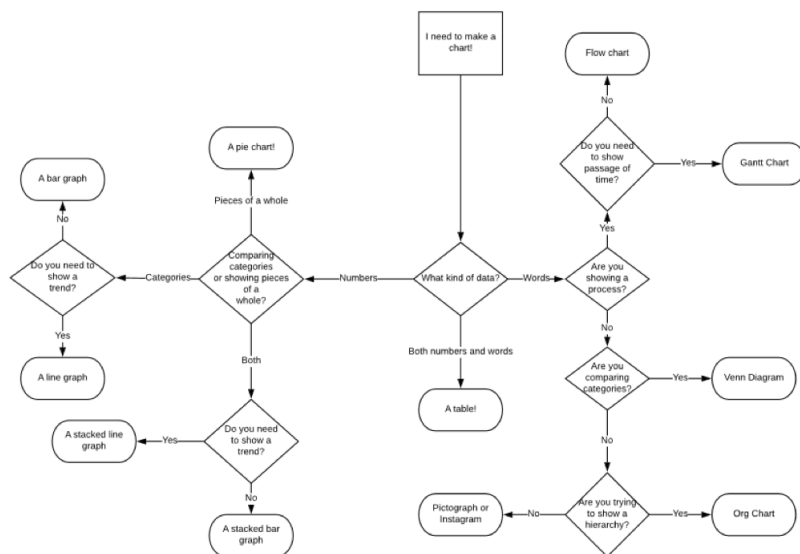 I need to make a
chart!
Flow chart
No
Do you need
to show
passage of
time?
Yes
Gantt Chart
Yes
A pie chart!
Pieces of a whole
A bar graph
No
Do you need to
show a
trend?
Categories
Comparing
categories
or showing pieces
of a
whole?
Numbers
What kind of data?
Words
Are you
showing a
process?
Yes
A line graph
Both
Both numbers and words
A table!
No
Are you
comparing
categories?
Yes
Venn Diagram
A stacked line
graph
Yes
Do you need
to show a
trend?
No
A stacked bar
graph
No
Pictograph or
Instagram
No
Are you trying
to show a
hierarchy?
Yes
Org Chart